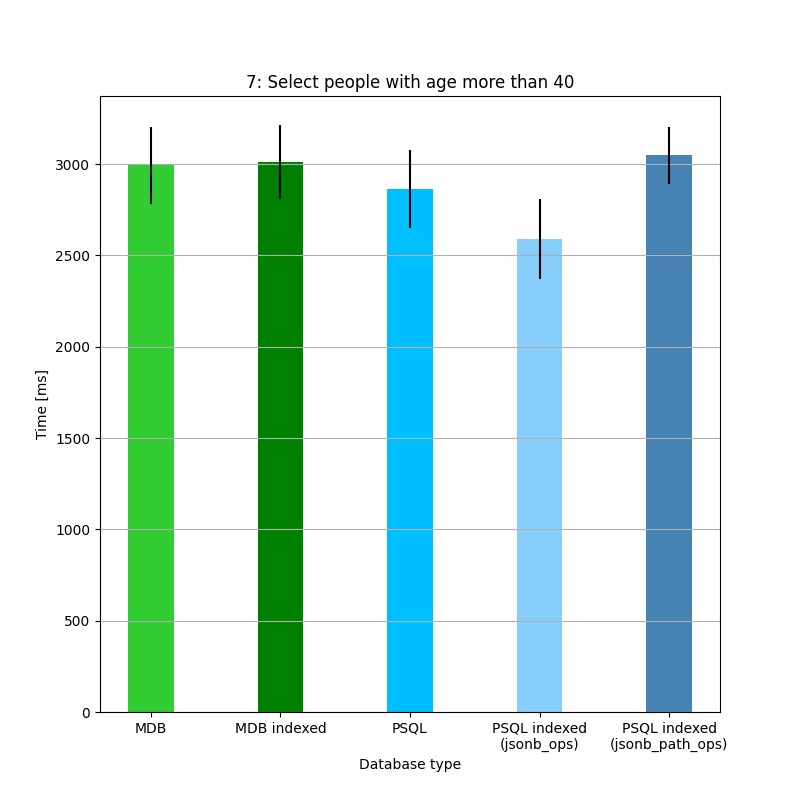 7: Select people with age more than 40
Time [ms]
3000
2500
2000
1500
1000
500
0
MDB
MDB indexed
PSQL
PSQL indexed
(jsonb_ops)
PSQL indexed
(jsonb_path_ops)
Database type